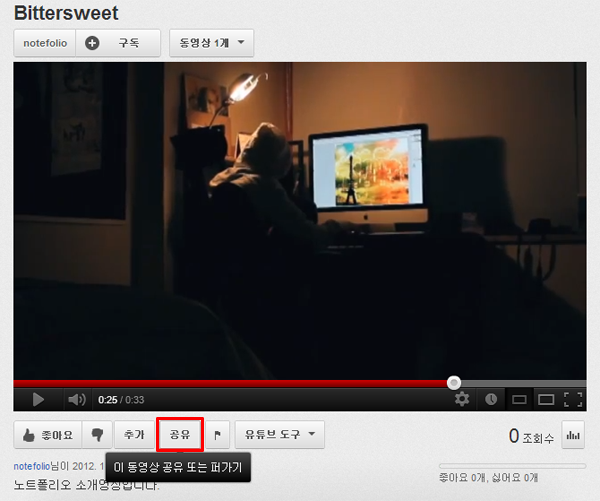 Bittersweet
notefolio 구독 동영상 1개
0:25 / 0:33
좋아요 추가 공유 유튜브 도구 0 조회수
이 동영상 공유 또는 퍼가기
notefolio님이 2012. 1
좋아요 0개, 싫어요 0개
노트폴리오 소개영상입니다.